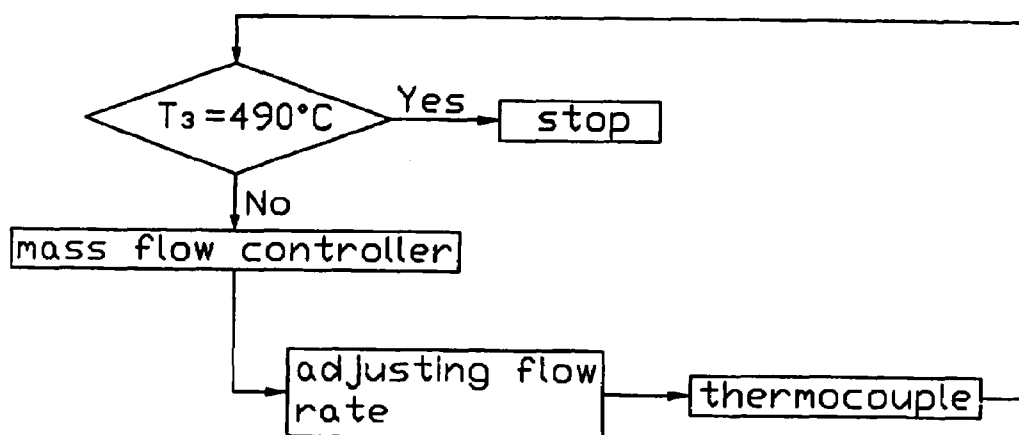 T₃=490°C
Yes
stop
No
mass flow controller
adjusting flow
rate
thermocouple